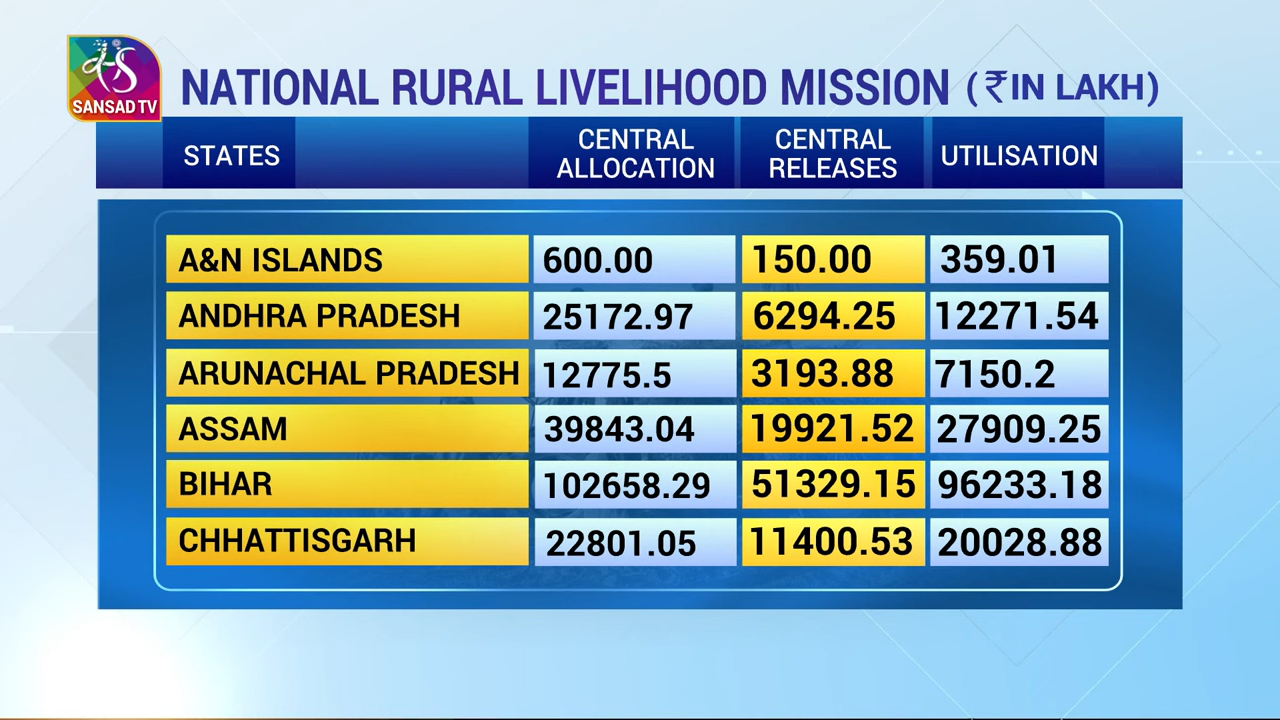 SANSAD TV
NATIONAL RURAL LIVELIHOOD MISSION (₹IN LAKH)
STATES CENTRAL ALLOCATION CENTRAL RELEASES UTILISATION
A&N ISLANDS 600.00 150.00 359.01
ANDHRA PRADESH 25172.97 6294.25 12271.54
ARUNACHAL PRADESH 12775.5 3193.88 7150.2
ASSAM 39843.04 19921.52 27909.25
BIHAR 102658.29 51329.15 96233.18
CHHATTISGARH 22801.05 11400.53 20028.88